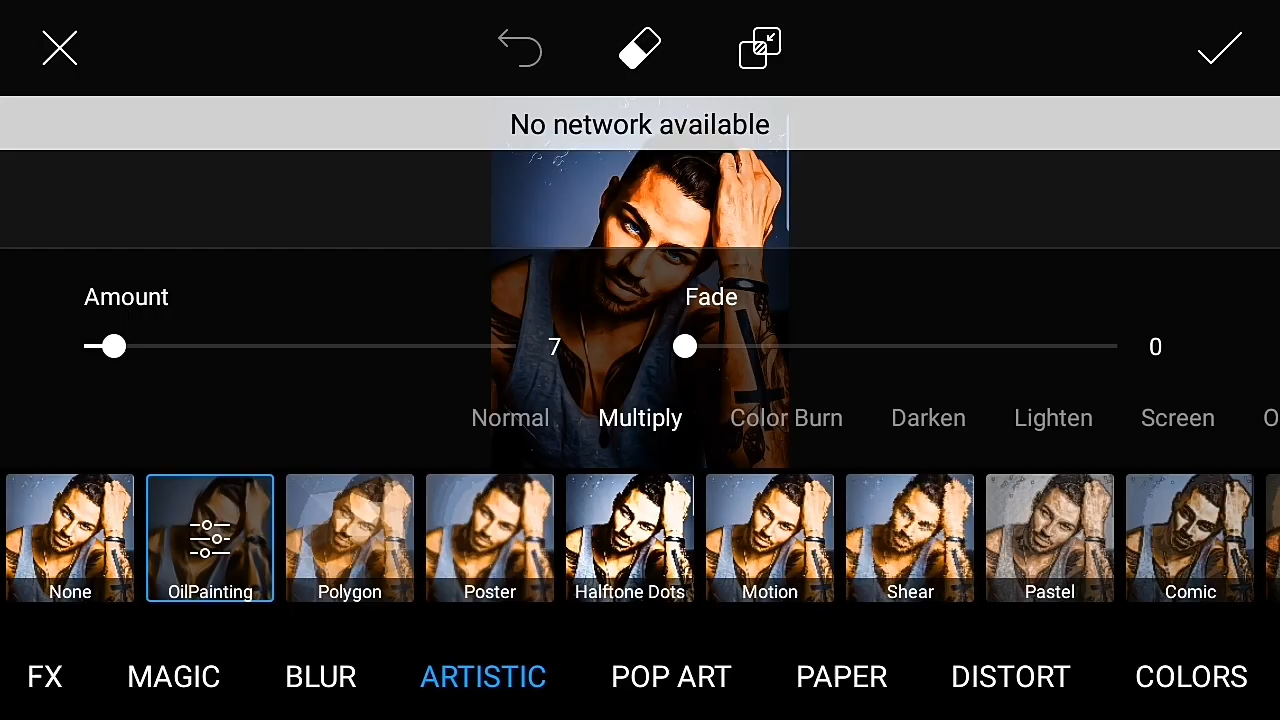 No network available
Amount
Fade
7
0
Normal Multiply Color Burn Darken Lighten Screen O
None OilPainting Polygon Poster Halftone Dots Motion Shear Pastel Comic
FX MAGIC BLUR ARTISTIC POP ART PAPER DISTORT COLORS